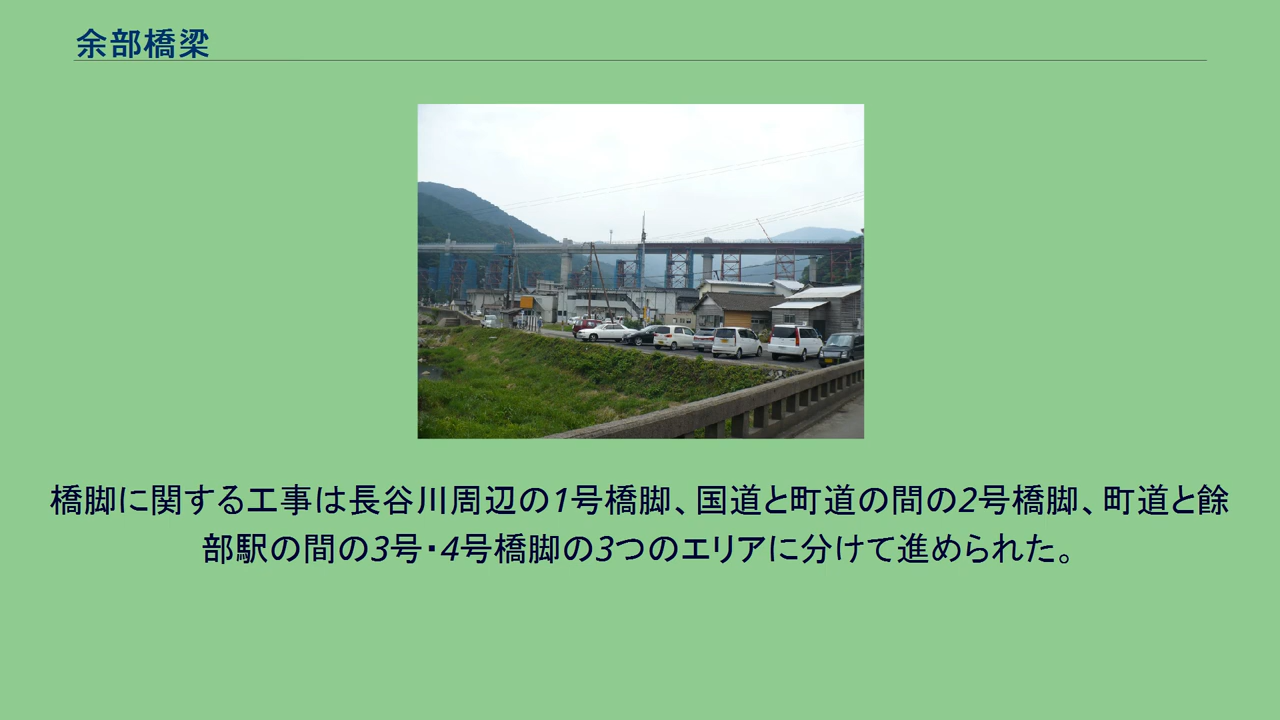 余部橋梁
橋脚に関する工事は長谷川周辺の1号橋脚、国道と町道の間の2号橋脚、町道と餘
部駅の間の3号・4号橋脚の3つのエリアに分けて進められた。